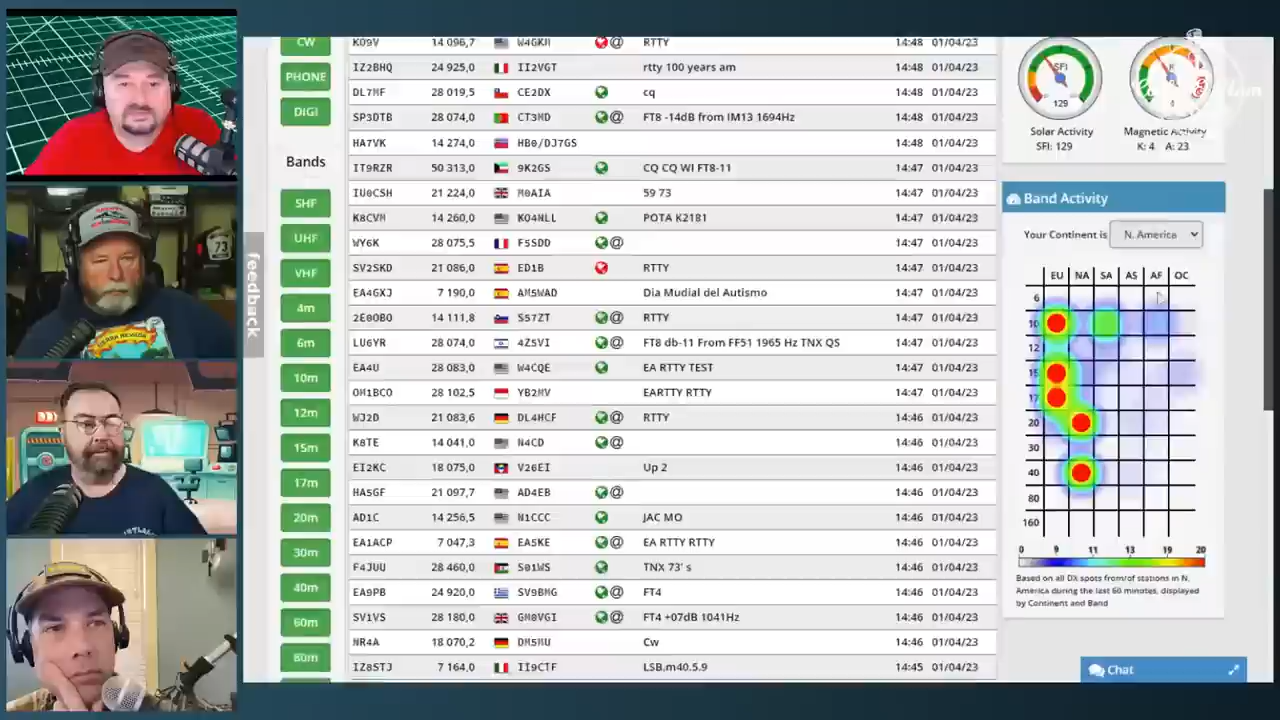 CW
PHONE
DIGI
Bands
SHF
UHF
VHF
4m
6m
10m
12m
15m
17m
20m
30m
40m
60m
80m
feedback
KO9V 14 096,7 W4GKH @ RTTY 14:48 01/04/23
IZ2BHQ 24 925,0 II2VGT rtty 100 years am 14:48 01/04/23
DL7MF 28 019,5 CE2DX cq 14:48 01/04/23
SP3DTB 28 074,0 CT3MD @ FT8 -14dB from IM13 1694Hz 14:48 01/04/23
HA7VK 14 274,0 HB0/DJ7GS 14:48 01/04/23
IT9RZR 50 313,0 9K2GS CQ CQ WI FT8-11 14:47 01/04/23
IU0CSH 21 224,0 M0AIA 59 73 14:47 01/04/23
K8CVM 14 260,0 KO4NLL POTA K2181 14:47 01/04/23
WY6K 28 075,5 F5SDD @ 14:47 01/04/23
SV2SKD 21 086,0 ED1B RTTY 14:47 01/04/23
EA4GXJ 7 190,0 AM5WAD Dia Mudial del Autismo 14:47 01/04/23
2E0OBO 14 111,8 S57ZT @ RTTY 14:47 01/04/23
LU6YR 28 074,0 4Z5VI @ FT8 db-11 From FF51 1965 Hz TNX QS 14:47 01/04/23
EA4U 28 083,0 W4CQE EA RTTY TEST 14:47 01/04/23
OM1BCO 28 102,5 YB2MV EARTTY RTTY 14:47 01/04/23
WJ2D 21 083,6 DL4HCF @ RTTY 14:46 01/04/23
K8TE 14 041,0 N4CD @ 14:46 01/04/23
EI2KC 18 075,0 V26EI Up 2 14:46 01/04/23
HA5GF 21 097,7 AD4EB @ 14:46 01/04/23
AD1C 14 256,5 N1CCC JAC MO 14:46 01/04/23
EA1ACP 7 047,3 EA5KE @ EA RTTY RTTY 14:46 01/04/23
F4JUU 28 460,0 S01WS TNX 73' s 14:46 01/04/23
EA9PB 24 920,0 SV9BMG @ FT4 14:46 01/04/23
SV1VS 28 180,0 GM0VGI @ FT4 +07dB 1041Hz 14:46 01/04/23
NR4A 18 070,2 DM5MU Cw 14:46 01/04/23
IZ8STJ 7 164,0 II9CTF LSB.m40.5.9 14:45 01/04/23
SFI
129
Solar Activity
SFI: 129
K
Magnetic Activity
K: 4 A: 23
Band Activity
Your Continent is N. America
EU NA SA AS AF OC
6
10
12
15
17
20
30
40
80
160
0 9 11 13 20
Based on all DX spots from/of stations in N.
America during the last 60 minutes, displayed
by Continent and Band
Chat
73
SIERRA NEVADA